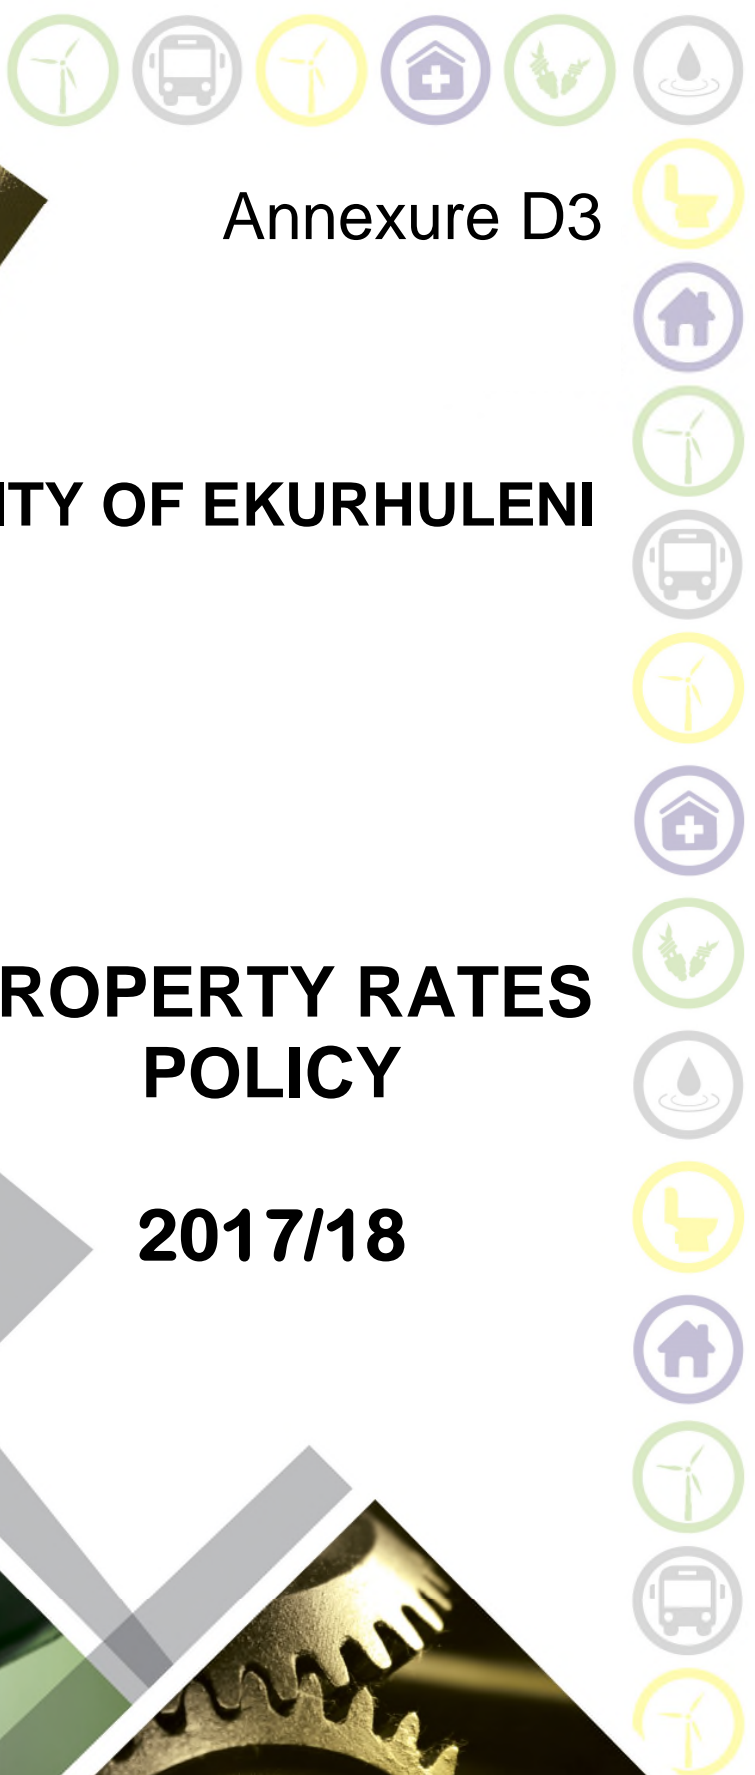 Annexure D3
ITY OF EKURHULENI
ROPERTY RATES
POLICY
2017/18